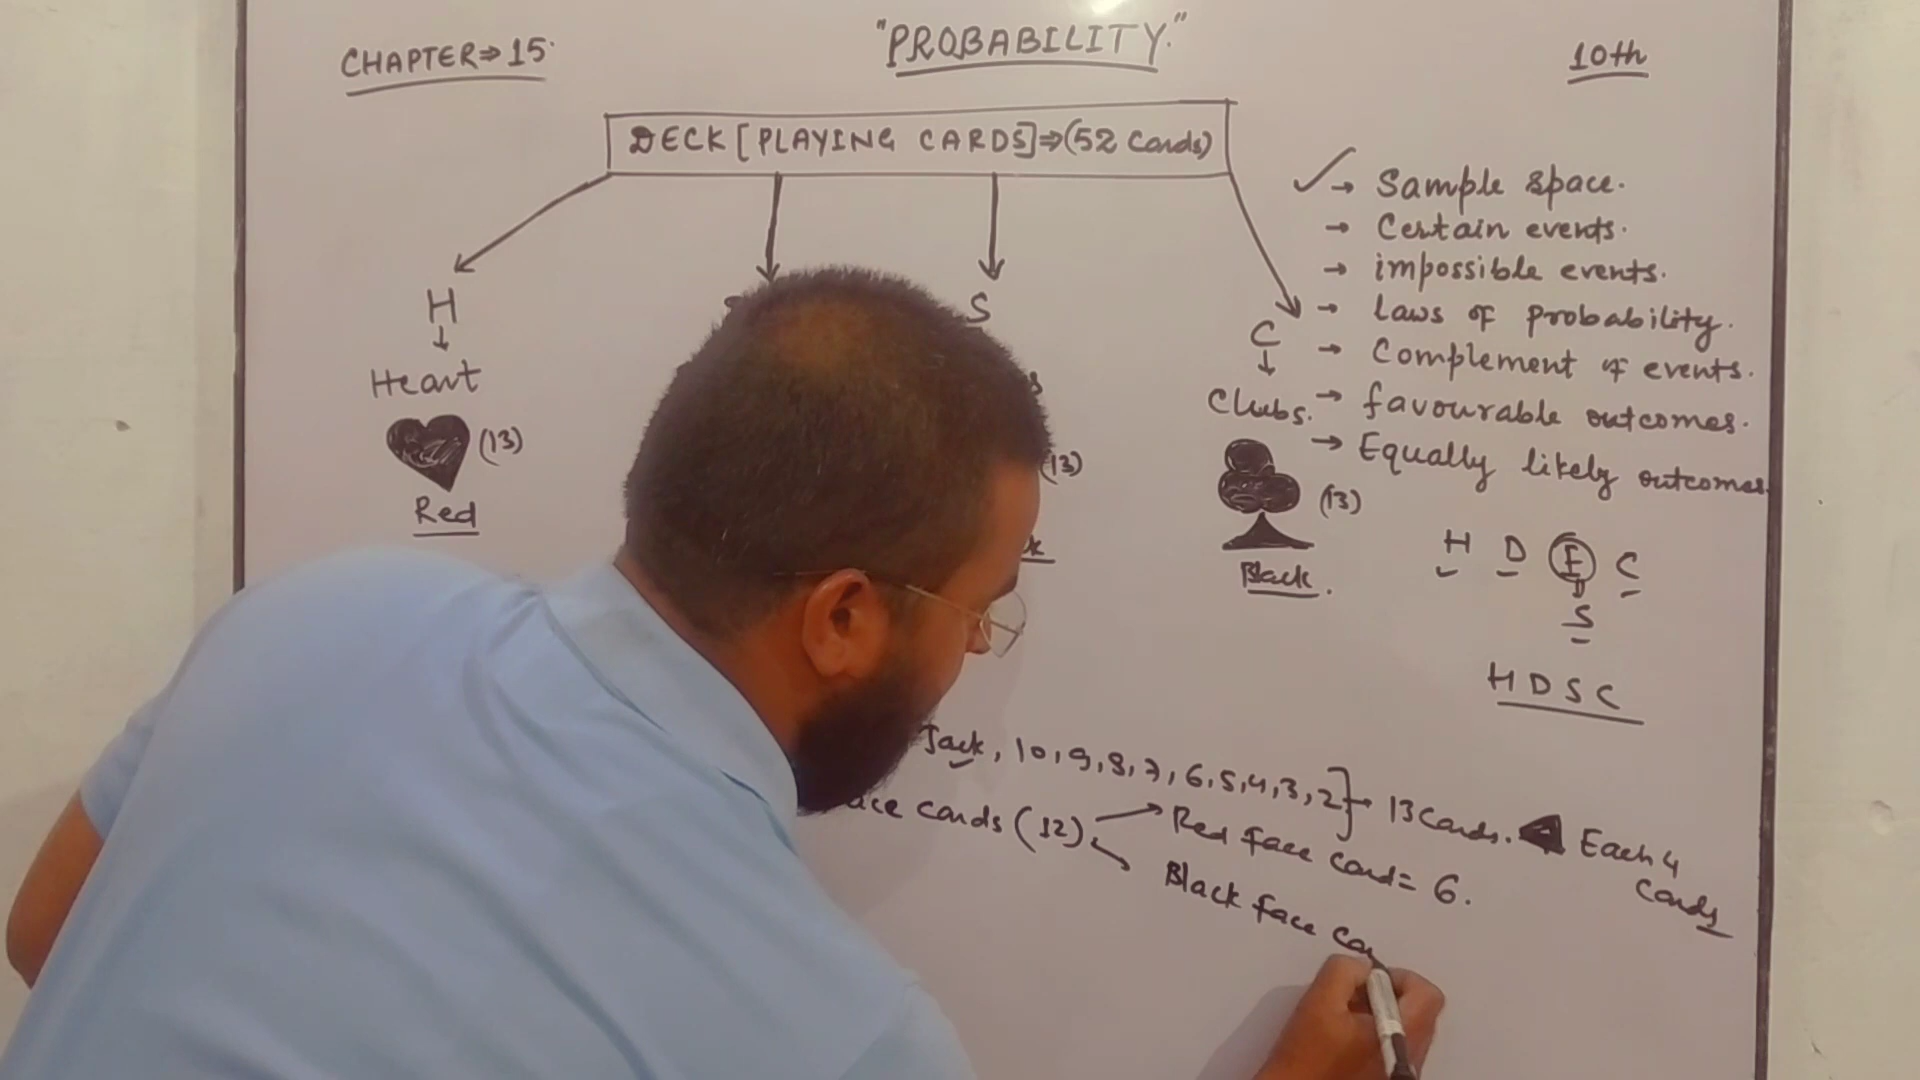 CHAPTER⇒15.
"PROBABILITY."
10th
DECK [PLAYING CARDS]⇒(52 Cards)
H
Heart
(13)
Red
S
(13)
C
Clubs.
(13)
Black.
→ Sample space.
→ Certain events.
→ impossible events.
→ Laws of probability.
→ Complement of events.
→ favourable outcomes.
→ Equally likely outcomes.
H D I C
S
H D S C
Jack, 10, 9, 8, 7, 6, 5, 4, 3, 2}→ 13 Cards.
Each 4
Cards
ace cards (12)
Red face card = 6.
Black face ca